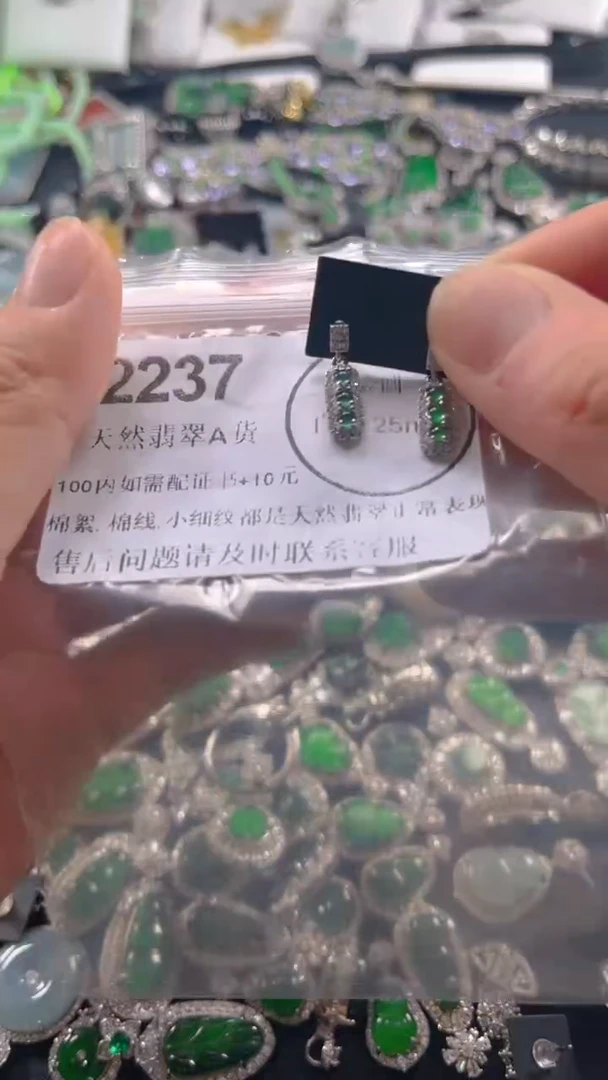 2237
天然翡翠A货
100内如需配证书+10元
棉絮、棉线、小细纹都是天然翡翠正常表现
售后问题请及时联系客服
圆
25m